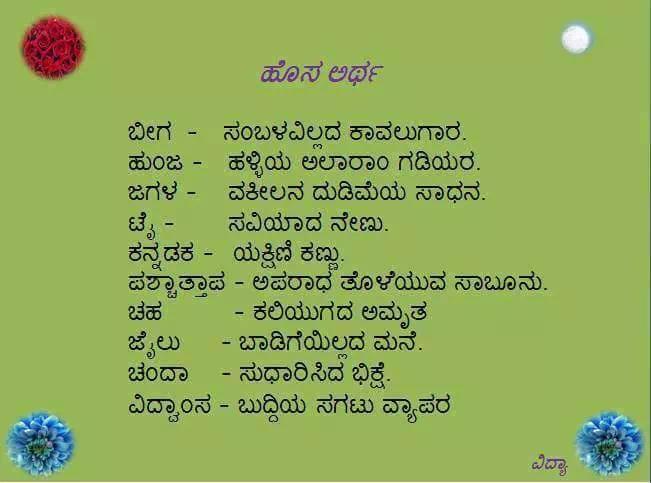 ಹೊಸ ಅರ್ಥ
ಬೀಗ - ಸಂಬಳವಿಲ್ಲದ ಕಾವಲುಗಾರ.
ಹುಂಜ - ಹಳ್ಳಿಯ ಅಲಾರಾಂ ಗಡಿಯರ.
ಜಗಳ - ವಕೀಲನ ದುಡಿಮೆಯ ಸಾಧನ.
ಟೈ - ಸವಿಯಾದ ನೇಣು.
ಕನ್ನಡಕ - ಯಕ್ಷಿಣಿ ಕಣ್ಣು.
ಪಶ್ಚಾತ್ತಾಪ - ಅಪರಾಧ ತೊಳೆಯುವ ಸಾಬೂನು.
ಚಹ - ಕಲಿಯುಗದ ಅಮೃತ
ಜೈಲು - ಬಾಡಿಗೆಯಿಲ್ಲದ ಮನೆ.
ಚಂದಾ - ಸುಧಾರಿಸಿದ ಭಿಕ್ಷೆ.
ವಿದ್ವಾಂಸ - ಬುದ್ದಿಯ ಸಗಟು ವ್ಯಾಪರ
ವಿದ್ಯಾ